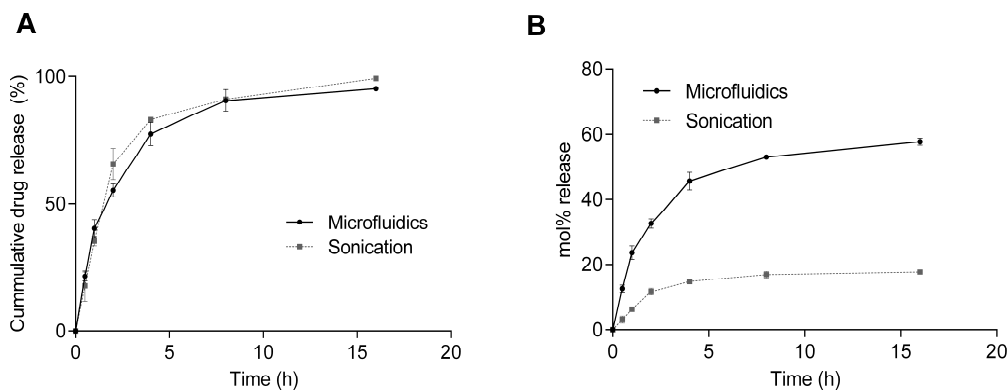 A
Cummulative drug release (%)
100
50
0
Microfluidics
Sonication
0 5 10 15 20
Time (h)
B
mol% release
80
60
40
20
0
Microfluidics
Sonication
0 5 10 15 20
Time (h)